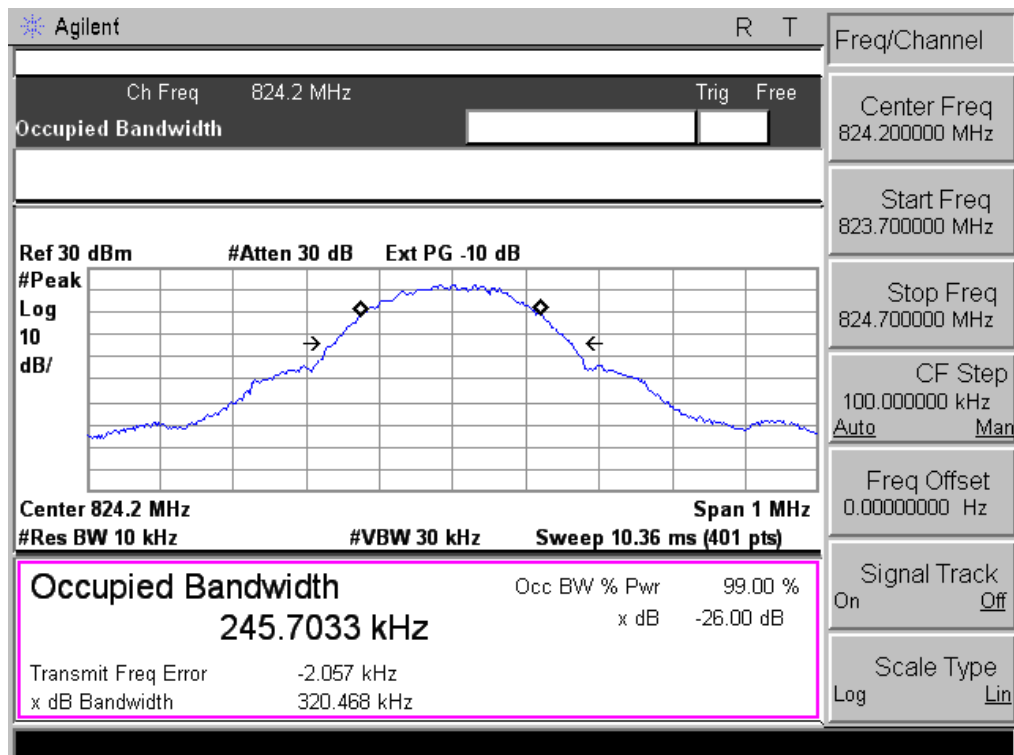 Agilent R T
Ch Freq 824.2 MHz Trig Free
Occupied Bandwidth
Ref 30 dBm #Atten 30 dB Ext PG -10 dB
#Peak
Log
10
dB/
Center 824.2 MHz Span 1 MHz
#Res BW 10 kHz #VBW 30 kHz Sweep 10.36 ms (401 pts)
Occupied Bandwidth Occ BW % Pwr 99.00 %
245.7033 kHz x dB -26.00 dB
Transmit Freq Error -2.057 kHz
x dB Bandwidth 320.468 kHz
Freq/Channel
Center Freq
824.200000 MHz
Start Freq
823.700000 MHz
Stop Freq
824.700000 MHz
CF Step
100.000000 kHz
Auto Man
Freq Offset
0.00000000 Hz
Signal Track
On Off
Scale Type
Log Lin